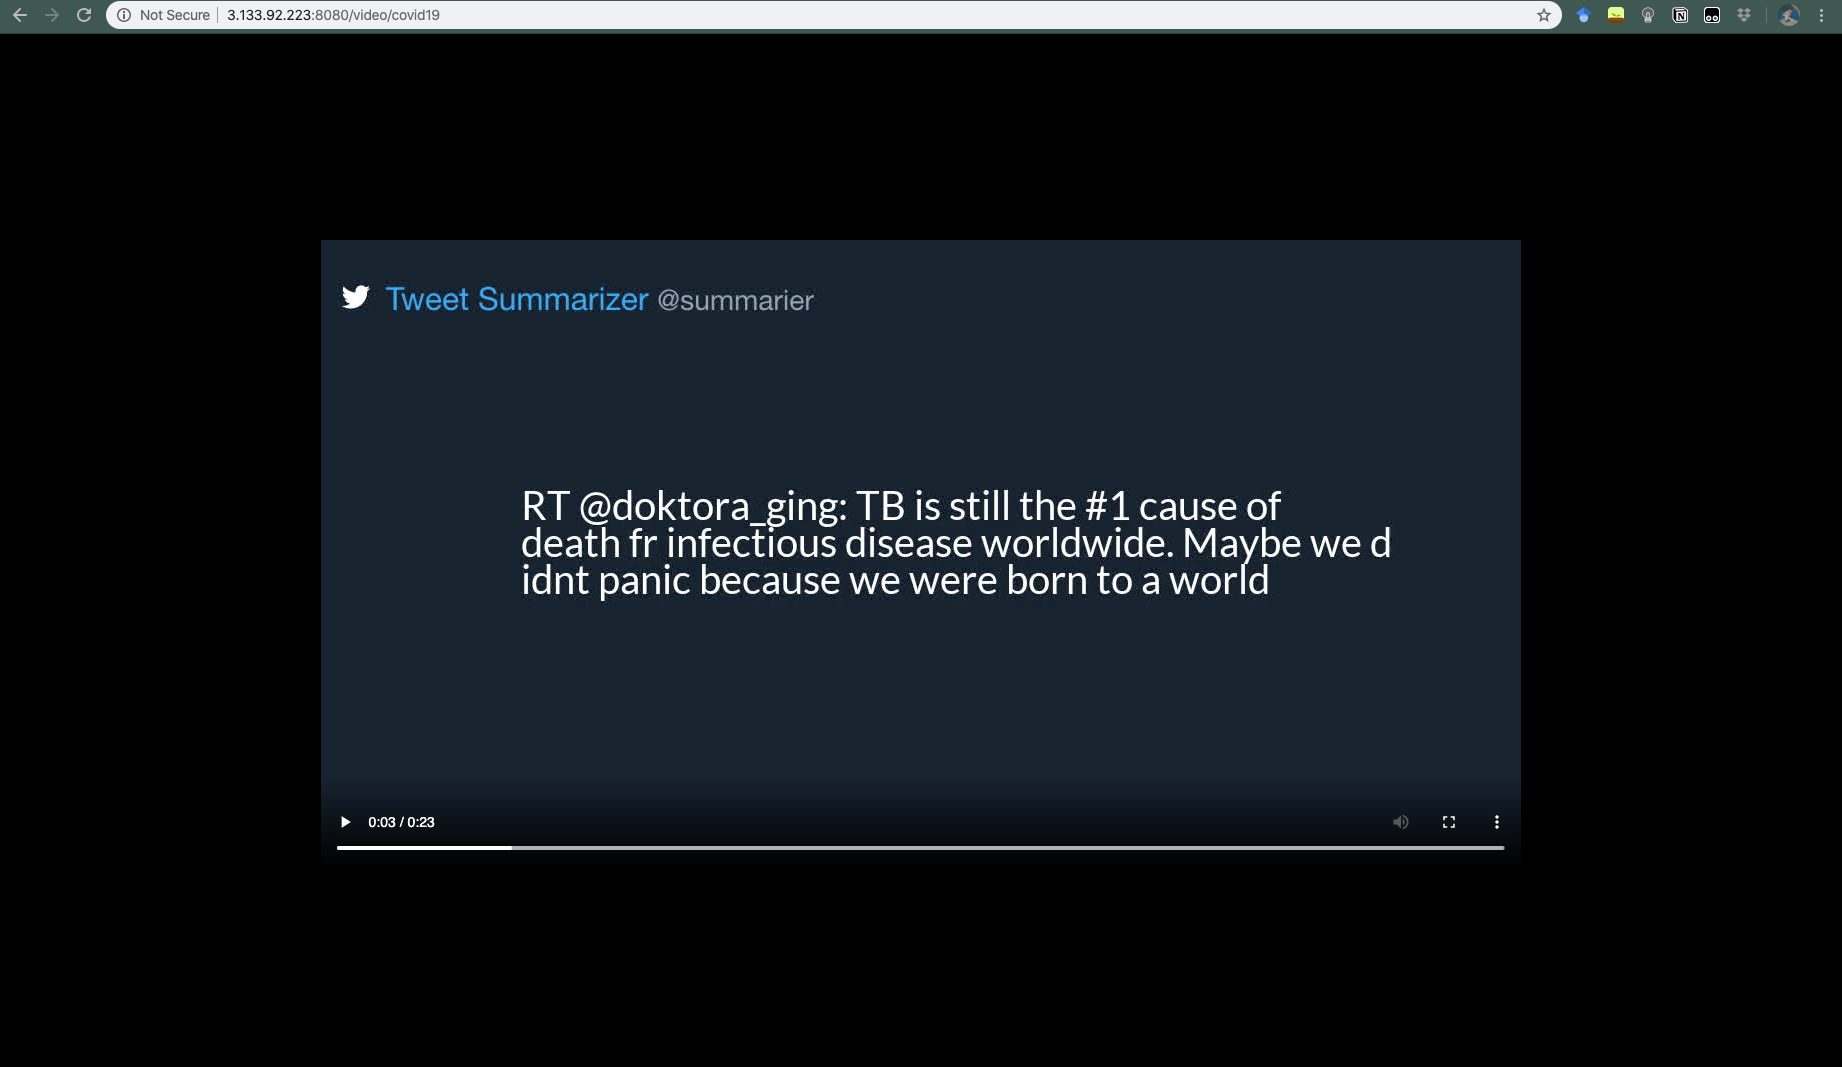 Not Secure 3.133.92.223:8080/video/covid19
Tweet Summarizer @summarier
RT @doktora_ging: TB is still the #1 cause of
death fr infectious disease worldwide. Maybe we d
idnt panic because we were born to a world
0:03 / 0:23